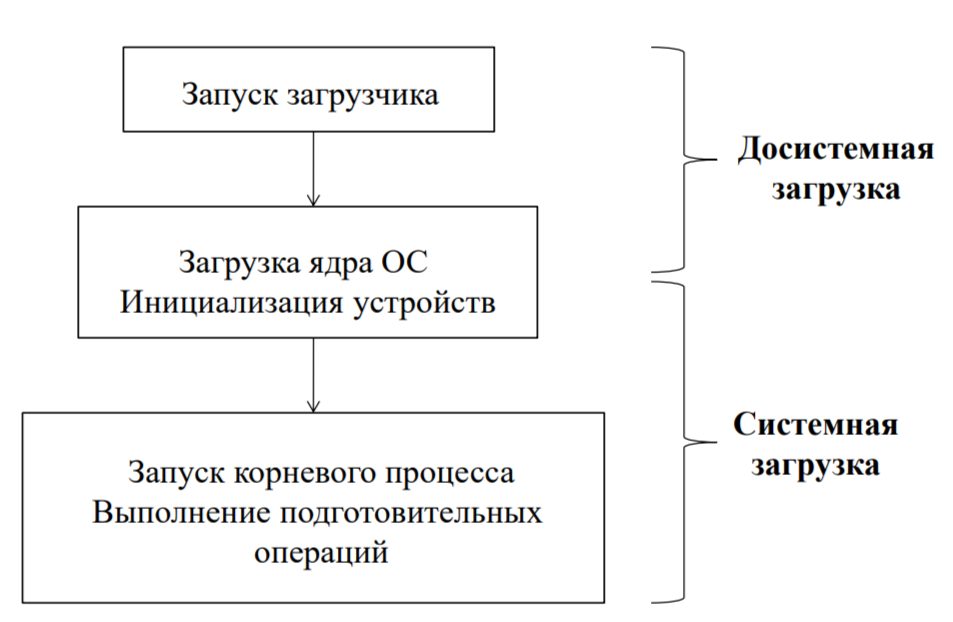 Запуск загрузчика
Досистемная
загрузка
Загрузка ядра ОС
Инициализация устройств
Системная
загрузка
Запуск корневого процесса
Выполнение подготовительных
операций